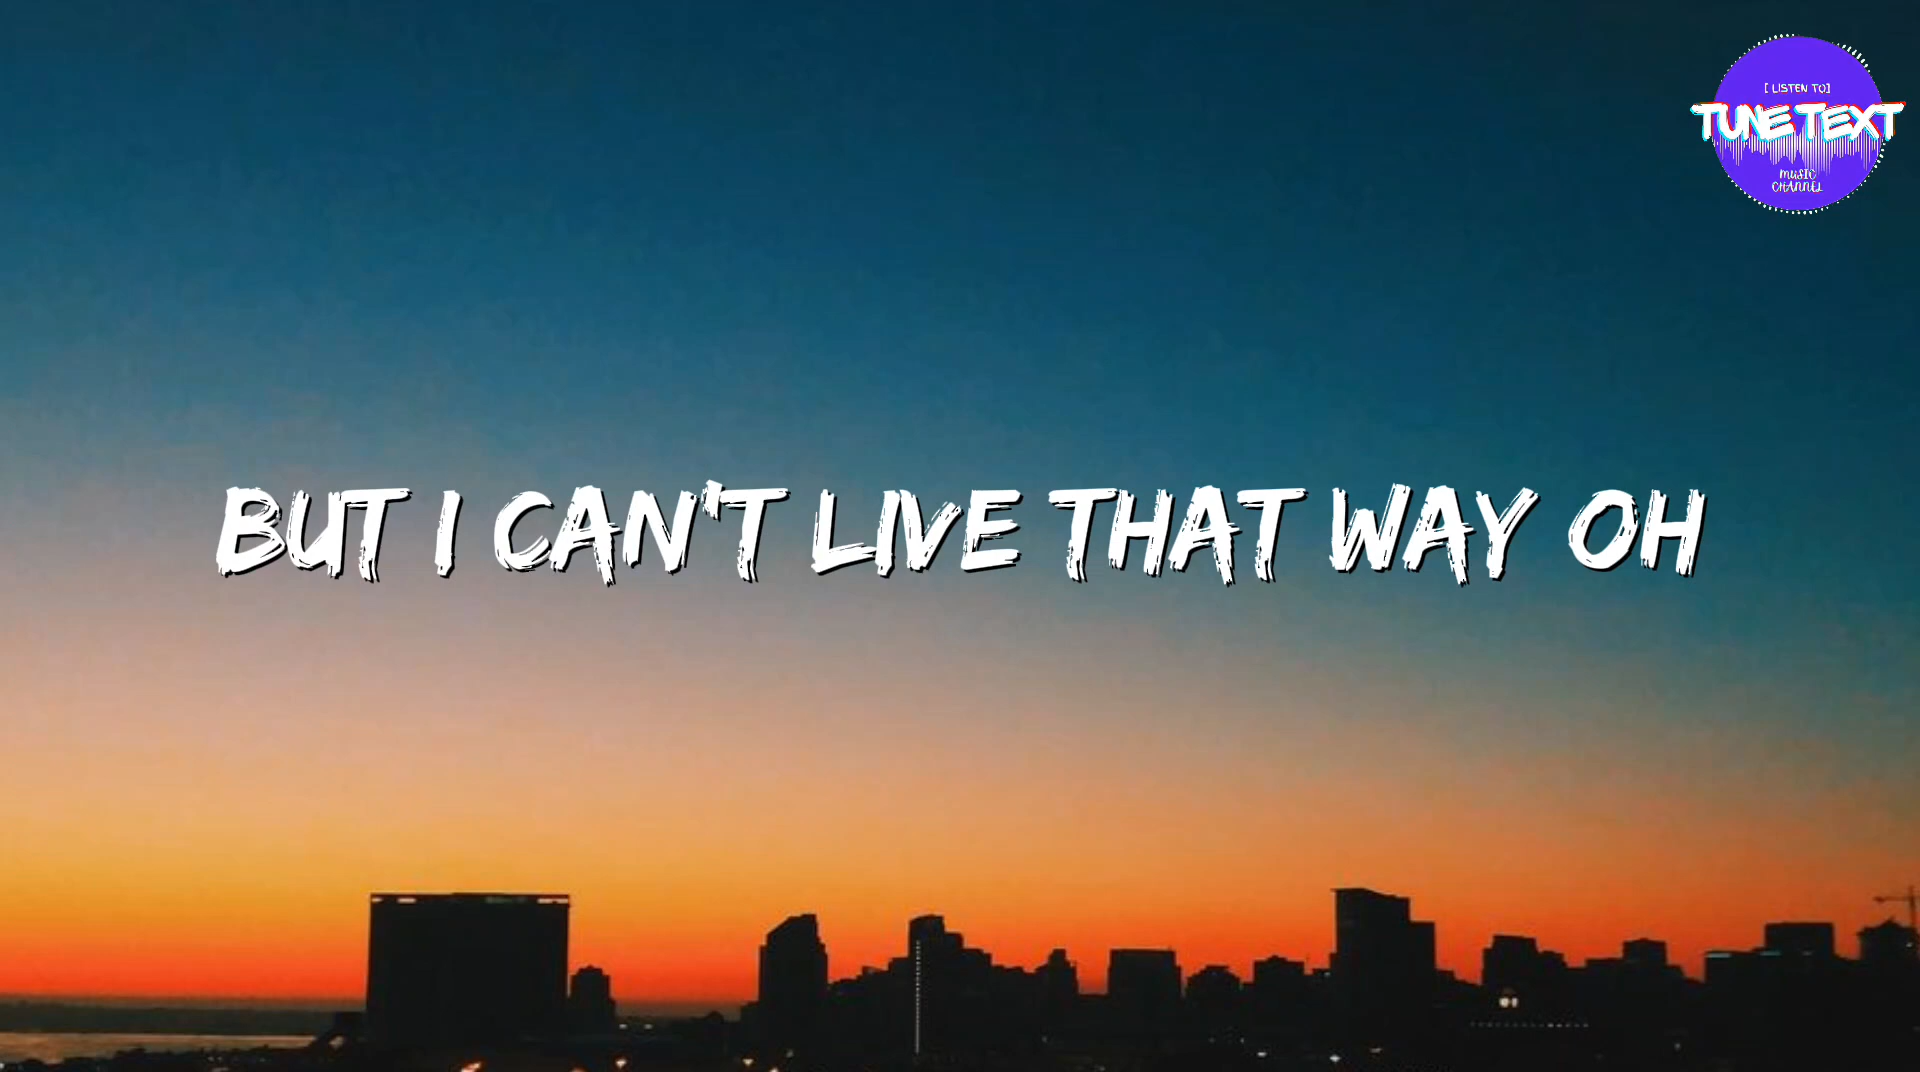 [ LISTEN TO]
TUNE TEXT
MUSIC
CHANNEL
BUT I CAN'T LIVE THAT WAY OH